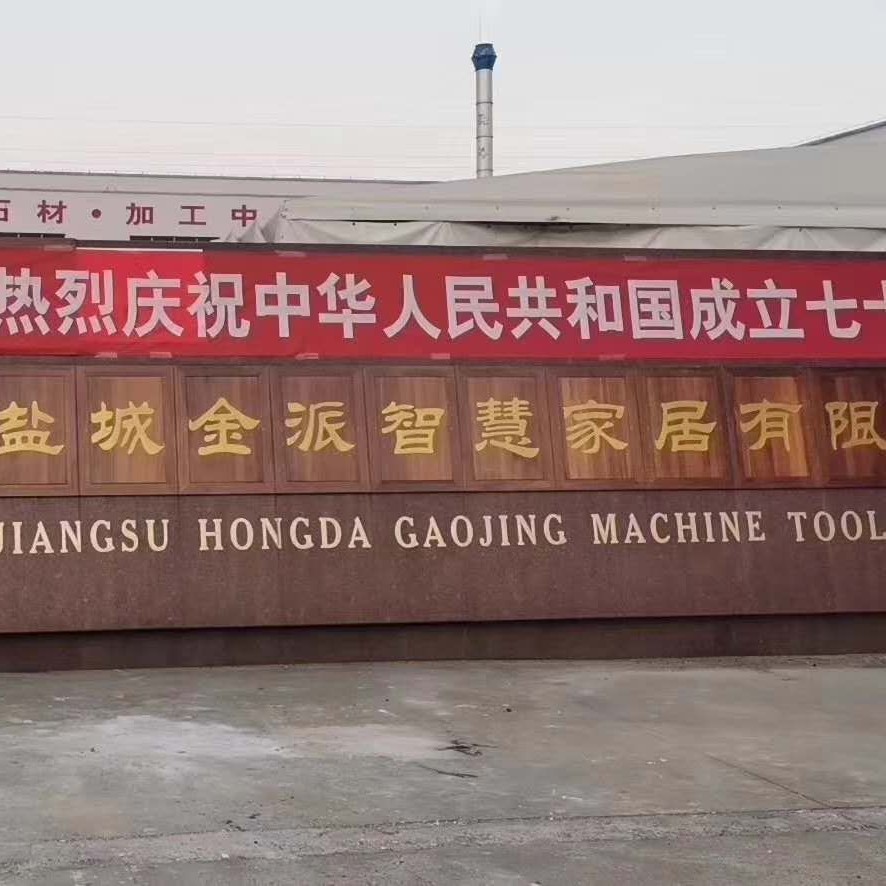 石材·加工中
热烈庆祝中华人民共和国成立七十
盐城金派智慧家居有限
JIANGSU HONGDA GAOJING MACHINE TOOL